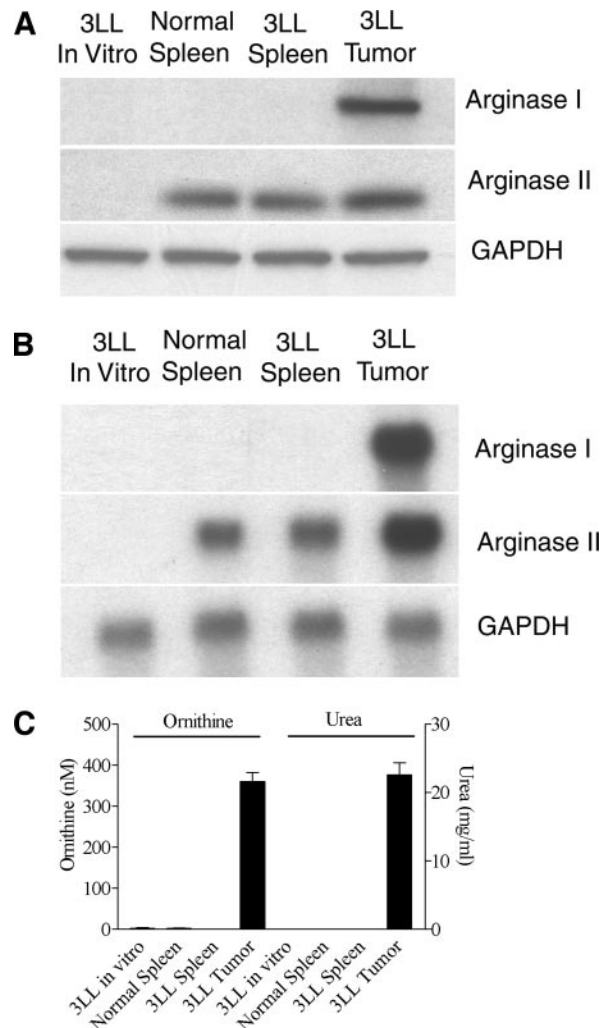 A
3LL Normal 3LL 3LL
In Vitro Spleen Spleen Tumor
Arginase I
Arginase II
GAPDH
B
3LL Normal 3LL 3LL
In Vitro Spleen Spleen Tumor
Arginase I
Arginase II
GAPDH
C
Ornithine Urea
500 30
400
300 20
200
100 10
0 0
Ornithine (nM)
Urea (mg/ml)
3LL in vitro
Normal Spleen
3LL Spleen
3LL Tumor
3LL in vitro
Normal Spleen
3LL Spleen
3LL Tumor